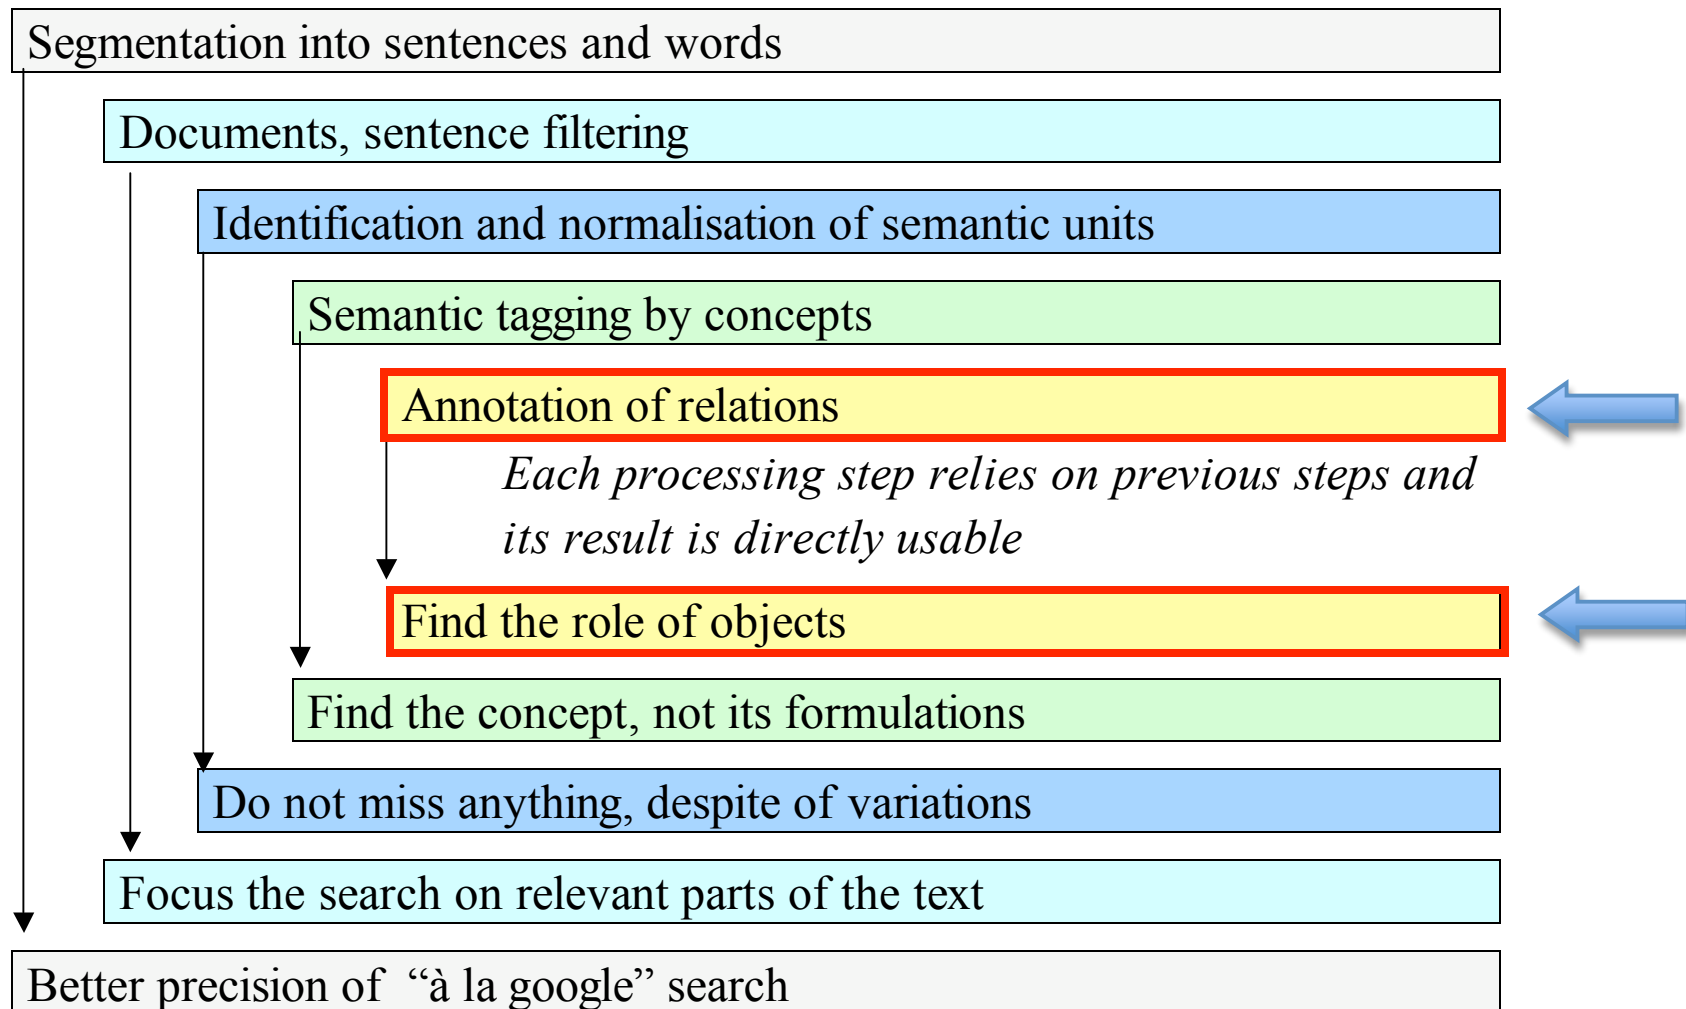 Segmentation into sentences and words
Documents, sentence filtering
Identification and normalisation of semantic units
Semantic tagging by concepts
Annotation of relations
Each processing step relies on previous steps and
its result is directly usable
Find the role of objects
Find the concept, not its formulations
Do not miss anything, despite of variations
Focus the search on relevant parts of the text
Better precision of “à la google” search